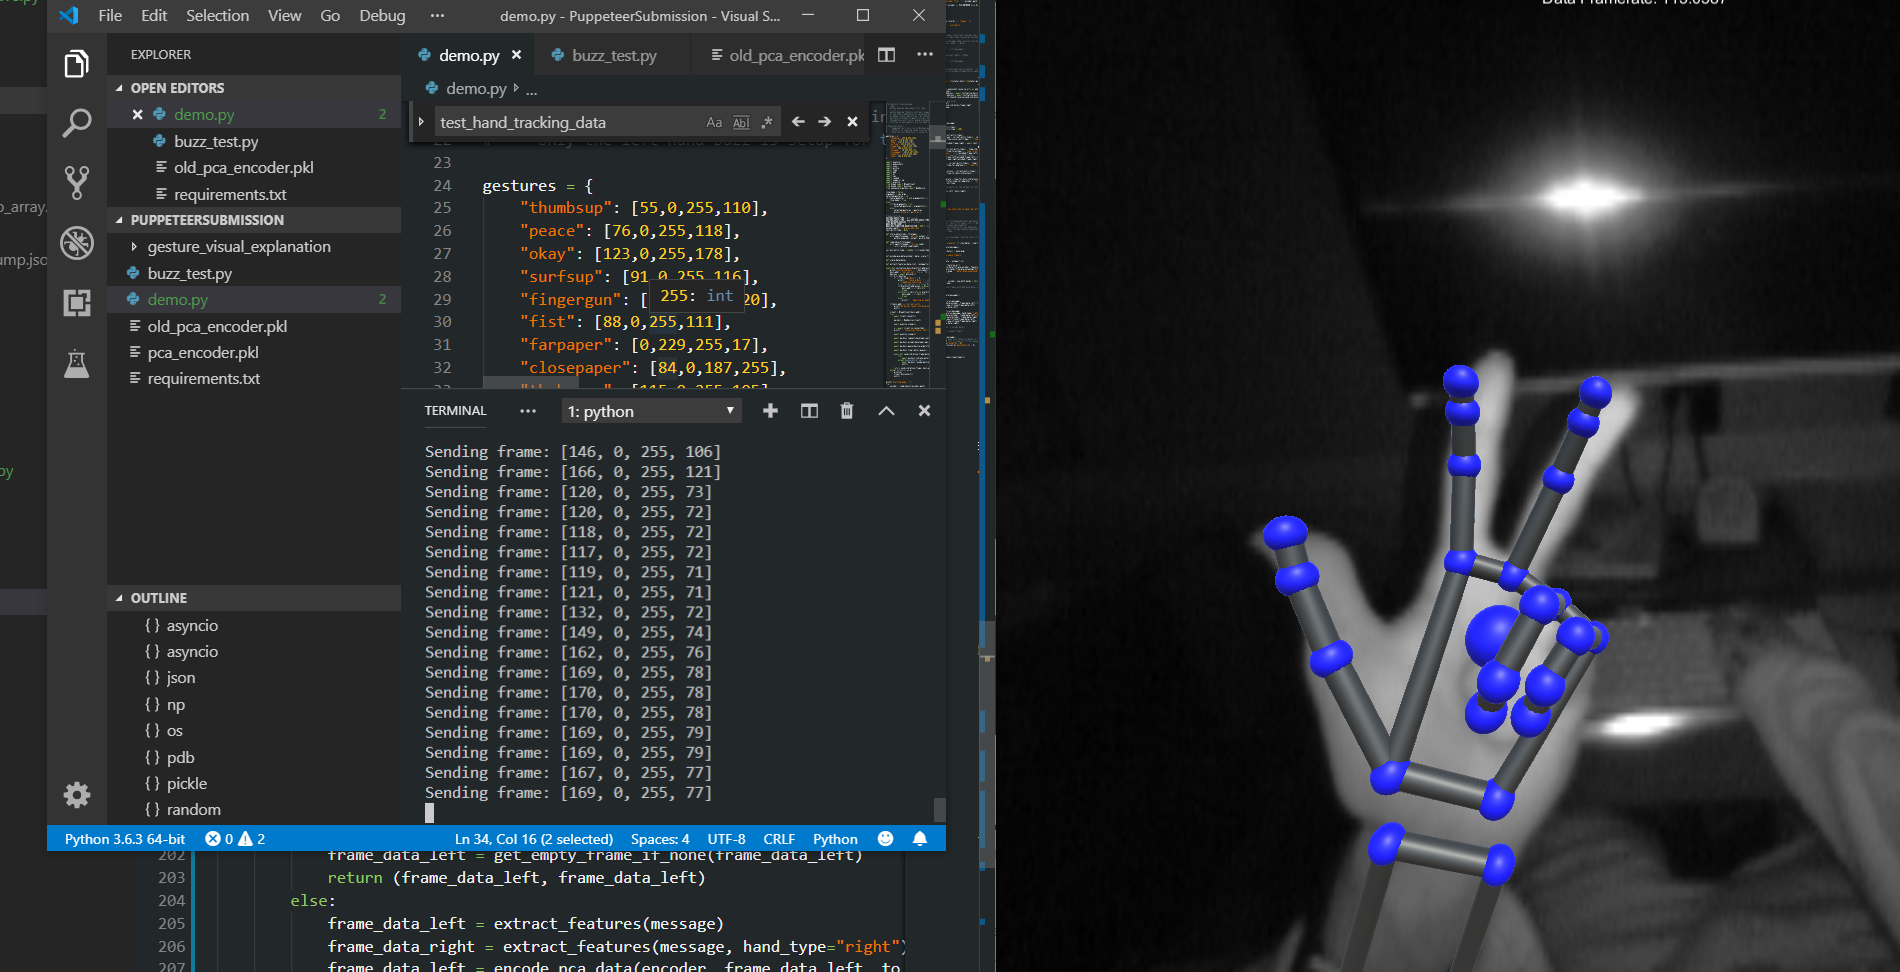 File Edit Selection View Go Debug ··· demo.py - PuppeteerSubmission - Visual S...
EXPLORER
OPEN EDITORS
demo.py 2
buzz_test.py
old_pca_encoder.pkl
requirements.txt
PUPPETEERSUBMISSION
gesture_visual_explanation
buzz_test.py
demo.py 2
old_pca_encoder.pkl
pca_encoder.pkl
requirements.txt
OUTLINE
{ } asyncio
{ } asyncio
{ } json
{ } np
{ } os
{ } pdb
{ } pickle
{ } random
demo.py buzz_test.py old_pca_encoder.pk
demo.py ...
test_hand_tracking_data Aa Abl .*
23
24 gestures = {
25 "thumbsup": [55,0,255,110],
26 "peace": [76,0,255,118],
27 "okay": [123,0,255,178],
28 "surfsup": [91,0,255,116],
29 "fingergun": [ 20],
255: int
30 "fist": [88,0,255,111],
31 "farpaper": [0,229,255,17],
32 "closepaper": [84,0,187,255],
TERMINAL ··· 1: python
Sending frame: [146, 0, 255, 106]
Sending frame: [166, 0, 255, 121]
Sending frame: [120, 0, 255, 73]
Sending frame: [120, 0, 255, 72]
Sending frame: [118, 0, 255, 72]
Sending frame: [117, 0, 255, 72]
Sending frame: [119, 0, 255, 71]
Sending frame: [121, 0, 255, 71]
Sending frame: [132, 0, 255, 72]
Sending frame: [149, 0, 255, 74]
Sending frame: [162, 0, 255, 76]
Sending frame: [169, 0, 255, 78]
Sending frame: [170, 0, 255, 78]
Sending frame: [170, 0, 255, 78]
Sending frame: [169, 0, 255, 79]
Sending frame: [169, 0, 255, 79]
Sending frame: [167, 0, 255, 77]
Sending frame: [169, 0, 255, 77]
Python 3.6.3 64-bit 0 2 Ln 34, Col 16 (2 selected) Spaces: 4 UTF-8 CRLF Python
202 frame_data_left = get_empty_frame_if_none(frame_data_left)
203 return (frame_data_left, frame_data_left)
204 else:
205 frame_data_left = extract_features(message)
206 frame_data_right = extract_features(message, hand_type="right")
207 frame_data_left = encode_pca_data(encoder, frame_data_left, to
p_array.
ump.jso
py